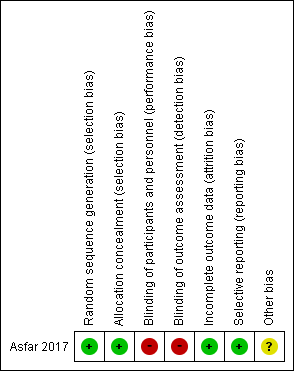 Random sequence generation (selection bias)
Allocation concealment (selection bias)
Blinding of participants and personnel (performance bias)
Blinding of outcome assessment (detection bias)
Incomplete outcome data (attrition bias)
Selective reporting (reporting bias)
Other bias
Asfar 2017 + + - - + + ?